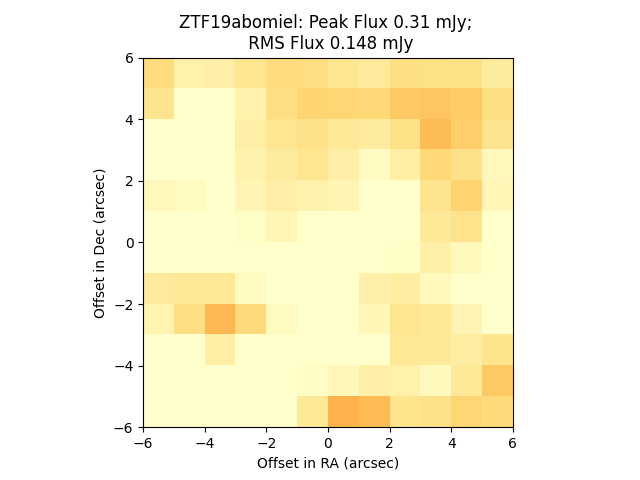 ZTF19abomiel: Peak Flux 0.31 mJy;
RMS Flux 0.148 mJy
6
4
2
0
−2
−4
−6
Offset in Dec (arcsec)
−6 −4 −2 0 2 4 6
Offset in RA (arcsec)